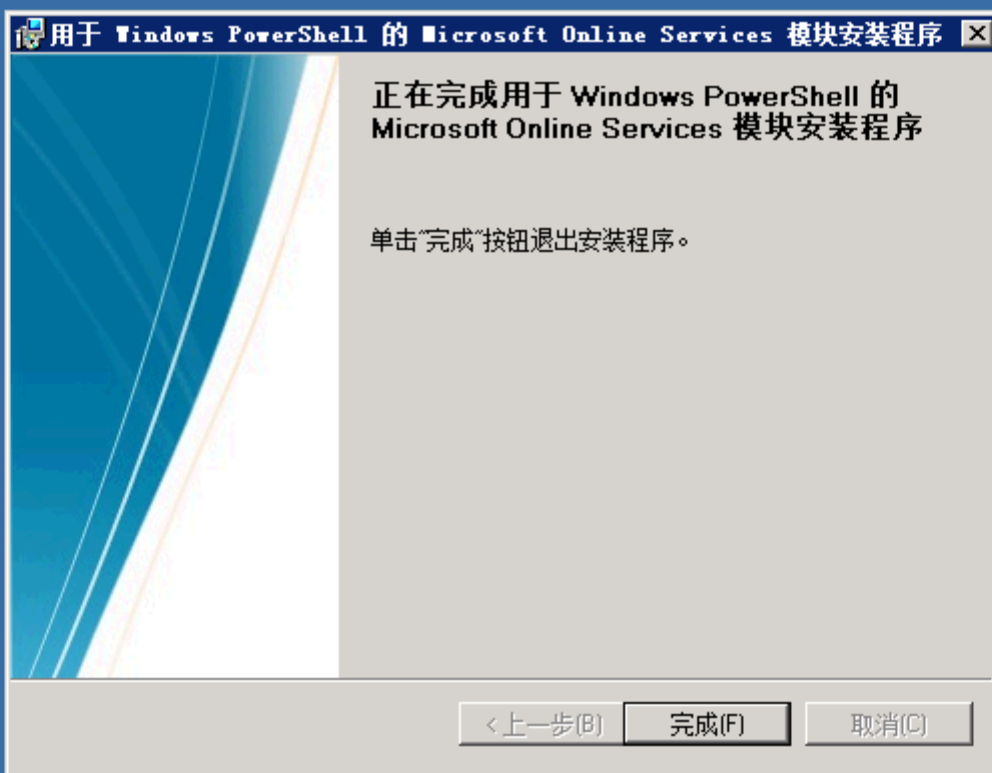 用于 Windows PowerShell 的 Microsoft Online Services 模块安装程序
正在完成用于 Windows PowerShell 的
Microsoft Online Services 模块安装程序
单击"完成"按钮退出安装程序。
<上一步(B)
完成(F)
取消(C)